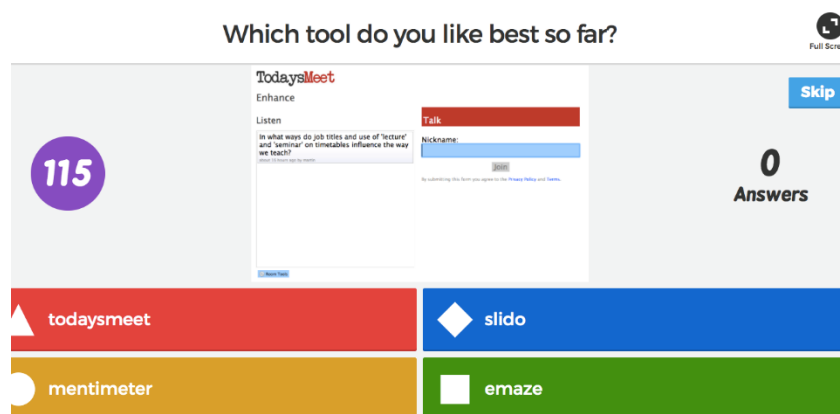 Which tool do you like best so far?
Full Scre
TodaysMeet
Enhance
Listen
In what ways do job titles and use of 'lecture'
and 'seminar' on timetables influence the way
we teach?
Talk
Nickname:
Join
By submitting this form you agree to the Privacy Policy and Terms.
Room Tools
Skip
115
0
Answers
todaysmeet
slido
mentimeter
emaze